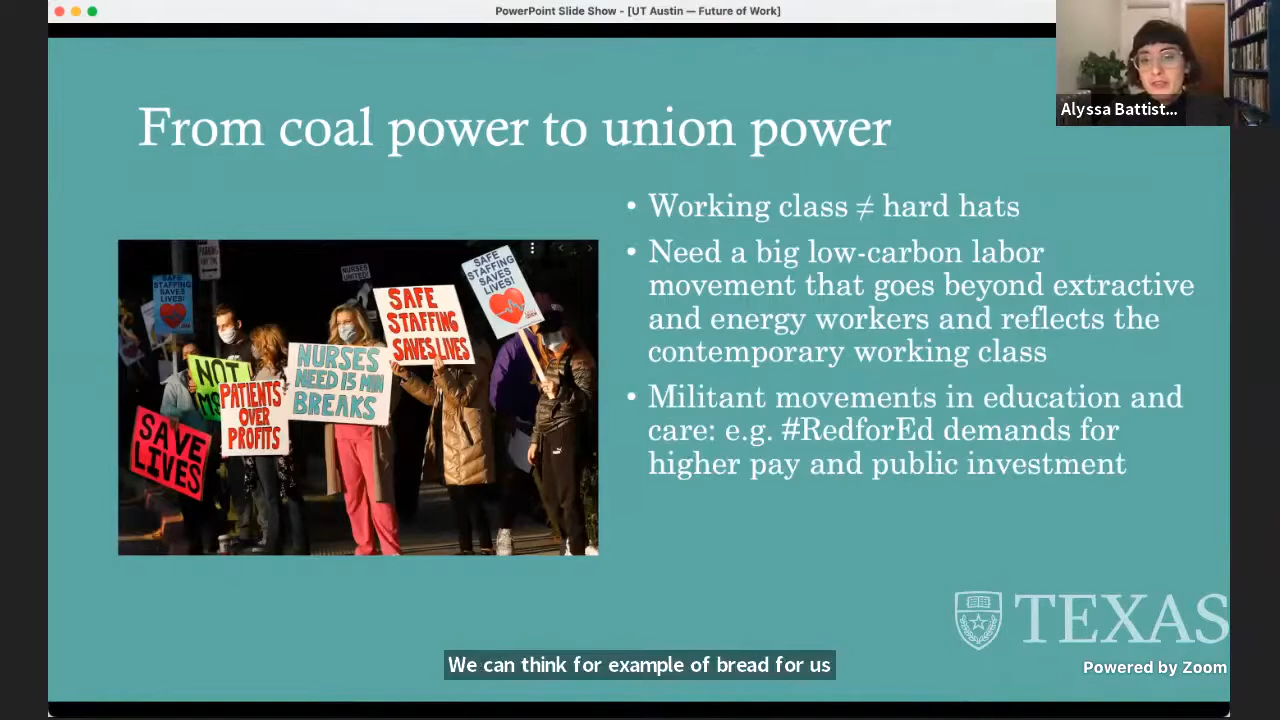 PowerPoint Slide Show - [UT Austin — Future of Work]
Alyssa Battist...
From coal power to union power
• Working class ≠ hard hats
• Need a big low-carbon labor
movement that goes beyond extractive
and energy workers and reflects the
contemporary working class
• Militant movements in education and
care: e.g. #RedforEd demands for
higher pay and public investment
SAFE
STAFFING
SAVES
LIVES!
NURSES
UNITED
SAFE
STAFFING
SAVES LIVES
SAFE
STAFFING
SAVES
LIVES!
NOT
PATIENTS
OVER
PROFITS
NURSES
NEED 15 MIN
BREAKS
SAVE
LIVES
TEXAS
We can think for example of bread for us
Powered by Zoom